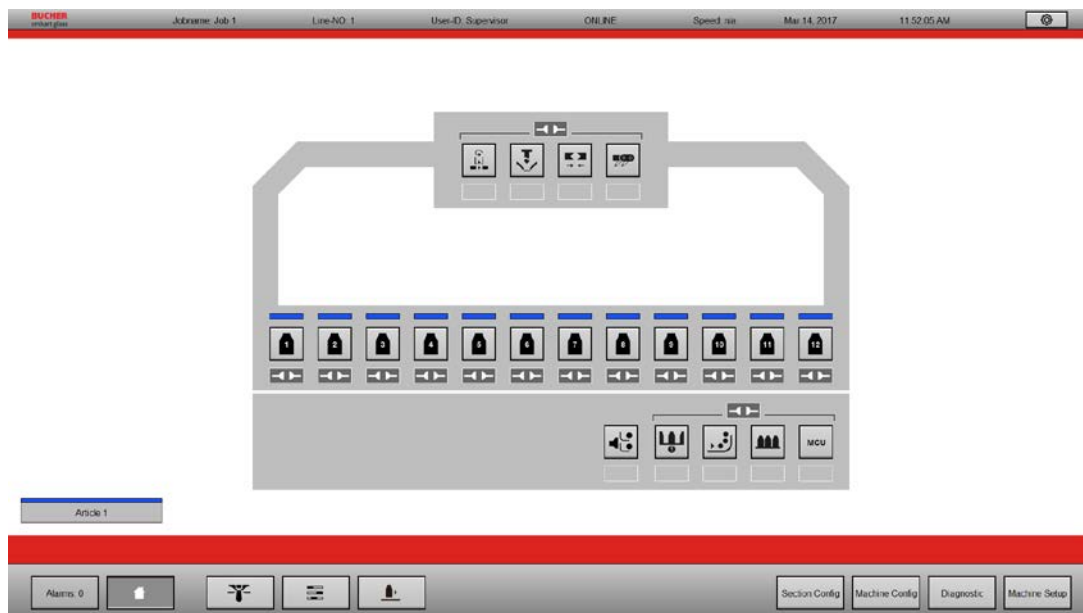 BUCHER
emhart glass
Jobname: Job 1
Line-NO: 1
User-ID: Supervisor
ONLINE
Speed:
Mar 14, 2017
11:52:05 AM
1 2 3 4 5 6 7 8 9 10 11 12
MCU
Article 1
Alarms: 0
Section Config
Machine Config
Diagnostic
Machine Setup